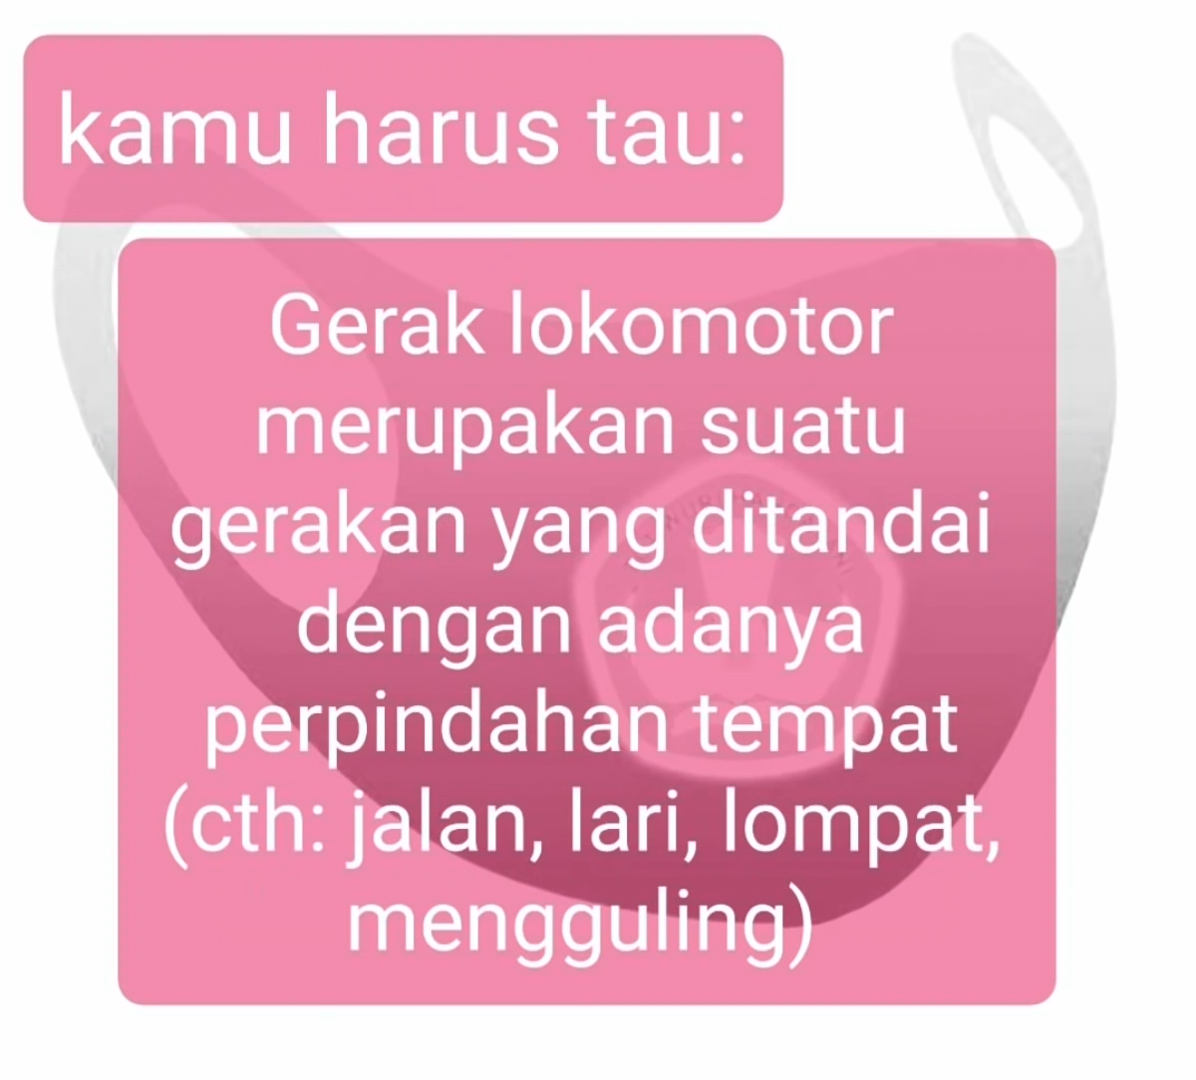 kamu harus tau:
Gerak lokomotor
merupakan suatu
gerakan yang ditandai
dengan adanya
perpindahan tempat
(cth: jalan, lari, lompat,
mengguling)